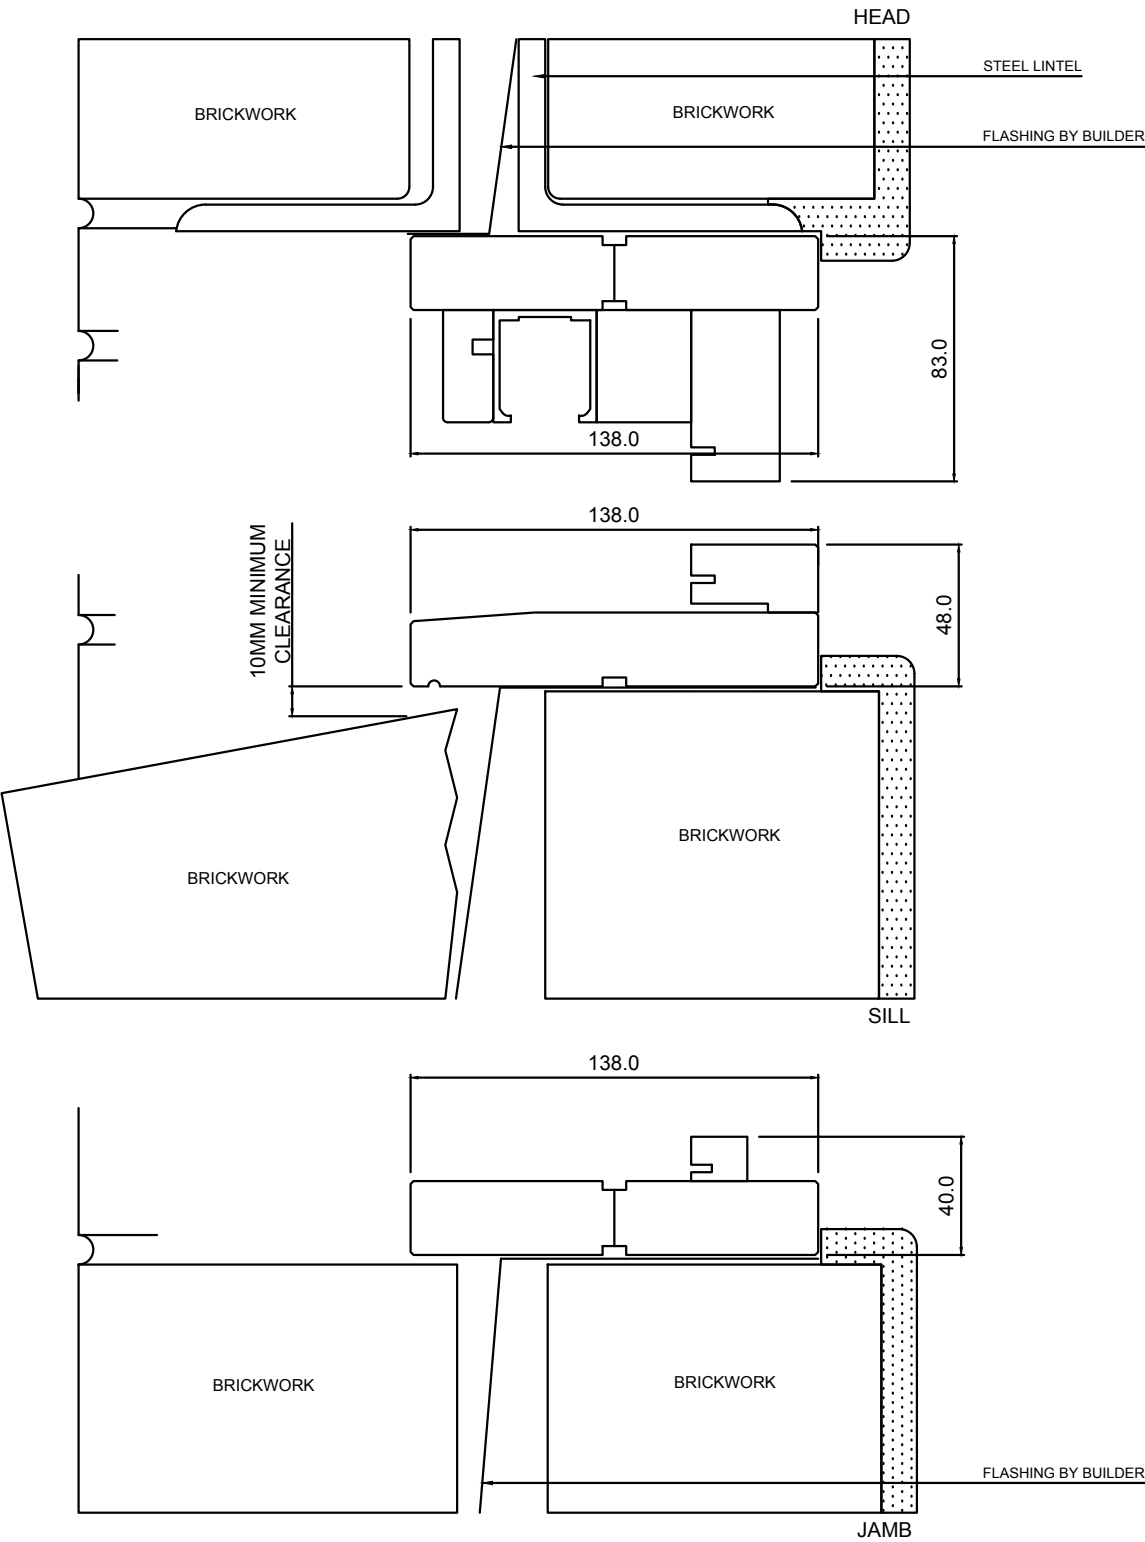 HEAD
STEEL LINTEL
BRICKWORK
BRICKWORK
FLASHING BY BUILDER
83.0
138.0
138.0
10MM MINIMUM
CLEARANCE
48.0
BRICKWORK
BRICKWORK
SILL
138.0
40.0
BRICKWORK
BRICKWORK
FLASHING BY BUILDER
JAMB